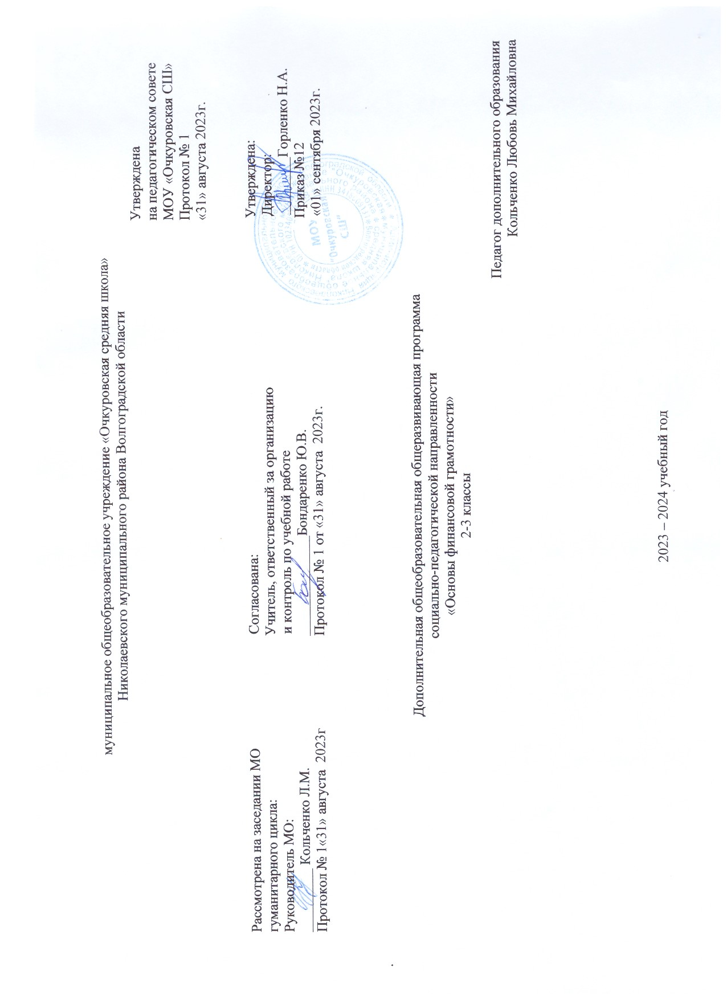 муниципальное общеобразовательное учреждение «Очкуровская средняя школа»
Николаевского муниципального района Волгоградской области
Утверждена
на педагогическом совете
МОУ «Очкуровская СШ»
Протокол № 1
«31» августа 2023г.
Рассмотрена на заседании МО
гуманитарного цикла:
Руководитель МО:
Кольченко Л.М.
Протокол № 1«31» августа 2023г
Согласована:
Учитель, ответственный за организацию
и контроль по учебной работе
Бондаренко Ю.В.
Протокол № 1 от «31» августа 2023г.
Утверждена:
Директор:
Горленко Н.А.
Приказ №12
«01» сентября 2023г.
МОУ
"Очкуровская
СШ"
Дополнительная общеобразовательная общеразвивающая программа
социально-педагогической направленности
«Основы финансовой грамотности»
2-3 классы
Педагог дополнительного образования
Кольченко Любовь Михайловна
2023 – 2024 учебный год